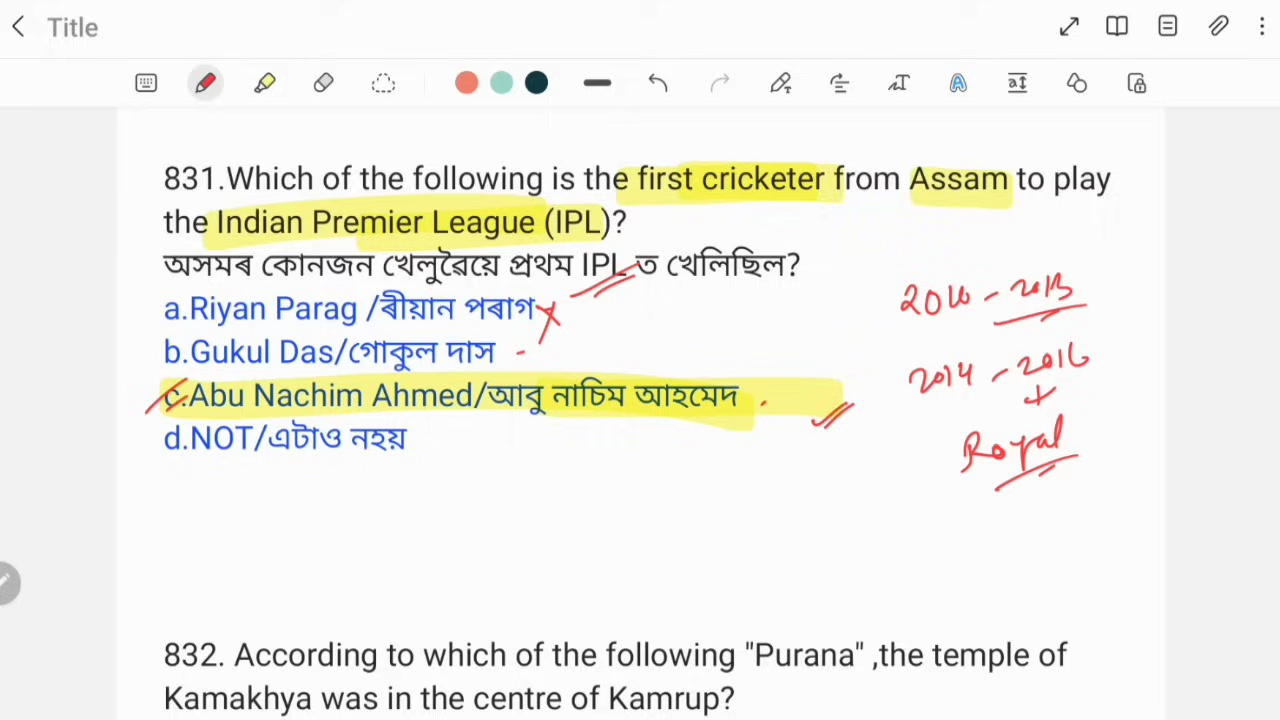 Title
831.Which of the following is the first cricketer from Assam to play
the Indian Premier League (IPL)?
অসমৰ কোনজন খেলুৱৈয়ে প্ৰথম IPL ত খেলিছিল?
a.Riyan Parag /ৰীয়ান পৰাগ
b.Gukul Das/গোকুল দাস
c.Abu Nachim Ahmed/আবু নাচিম আহমেদ
d.NOT/এটাও নহয়
2010 - 2013
2014 - 2016
+
Royal
832. According to which of the following "Purana" ,the temple of
Kamakhya was in the centre of Kamrup?